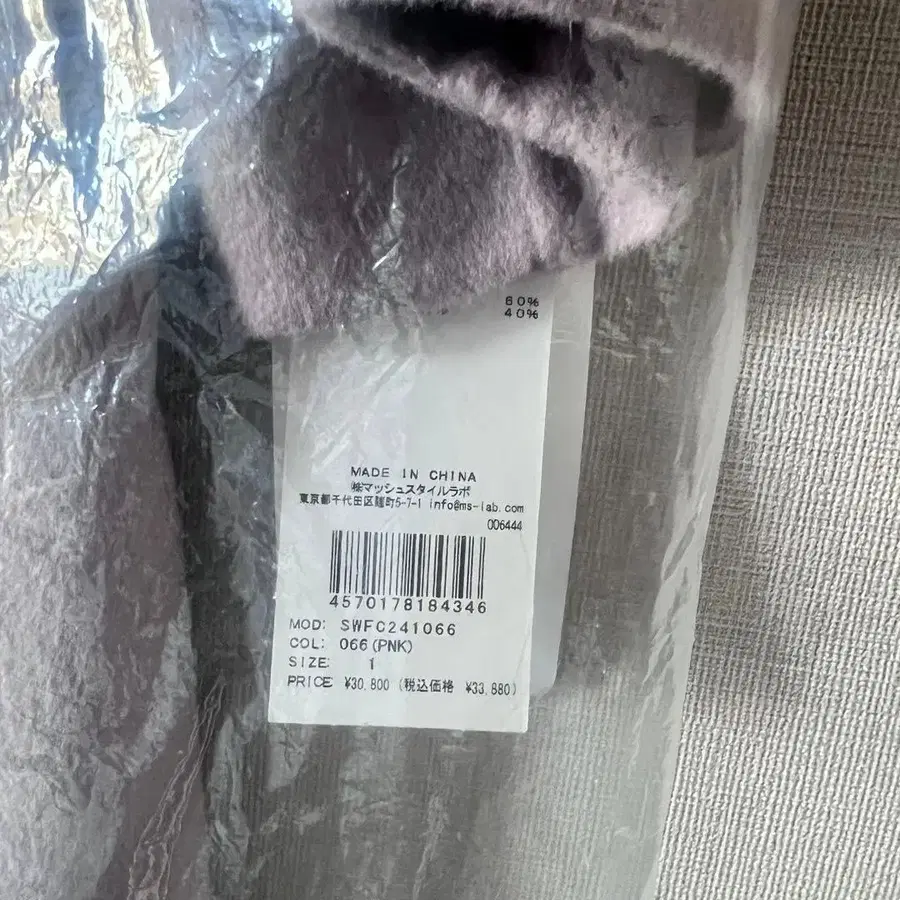 60%
40%
MADE IN CHINA
㈱マッシュスタイルラボ
東京都千代田区麹町5-7-1 info@ms-lab.com
006444
4570178184346
MOD: SWFC241066
COL: 066(PNK)
SIZE: 1
PRICE: ¥30,800 (税込価格 ¥33,880)